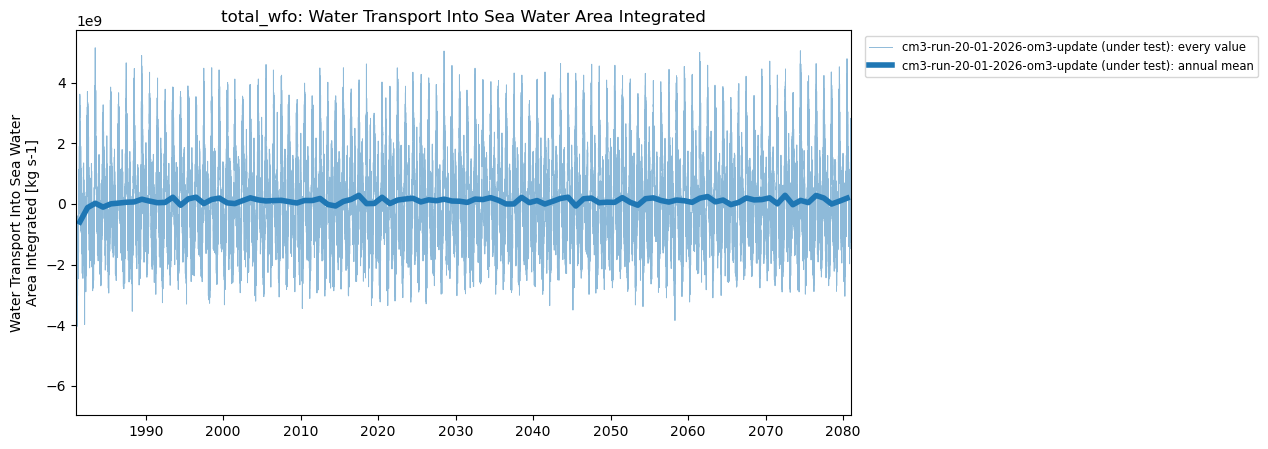 total_wfo: Water Transport Into Sea Water Area Integrated
1e9
cm3-run-20-01-2026-om3-update (under test): every value
cm3-run-20-01-2026-om3-update (under test): annual mean
Water Transport Into Sea Water
Area Integrated [kg s-1]
4
2
0
−2
−4
−6
1990 2000 2010 2020 2030 2040 2050 2060 2070 2080